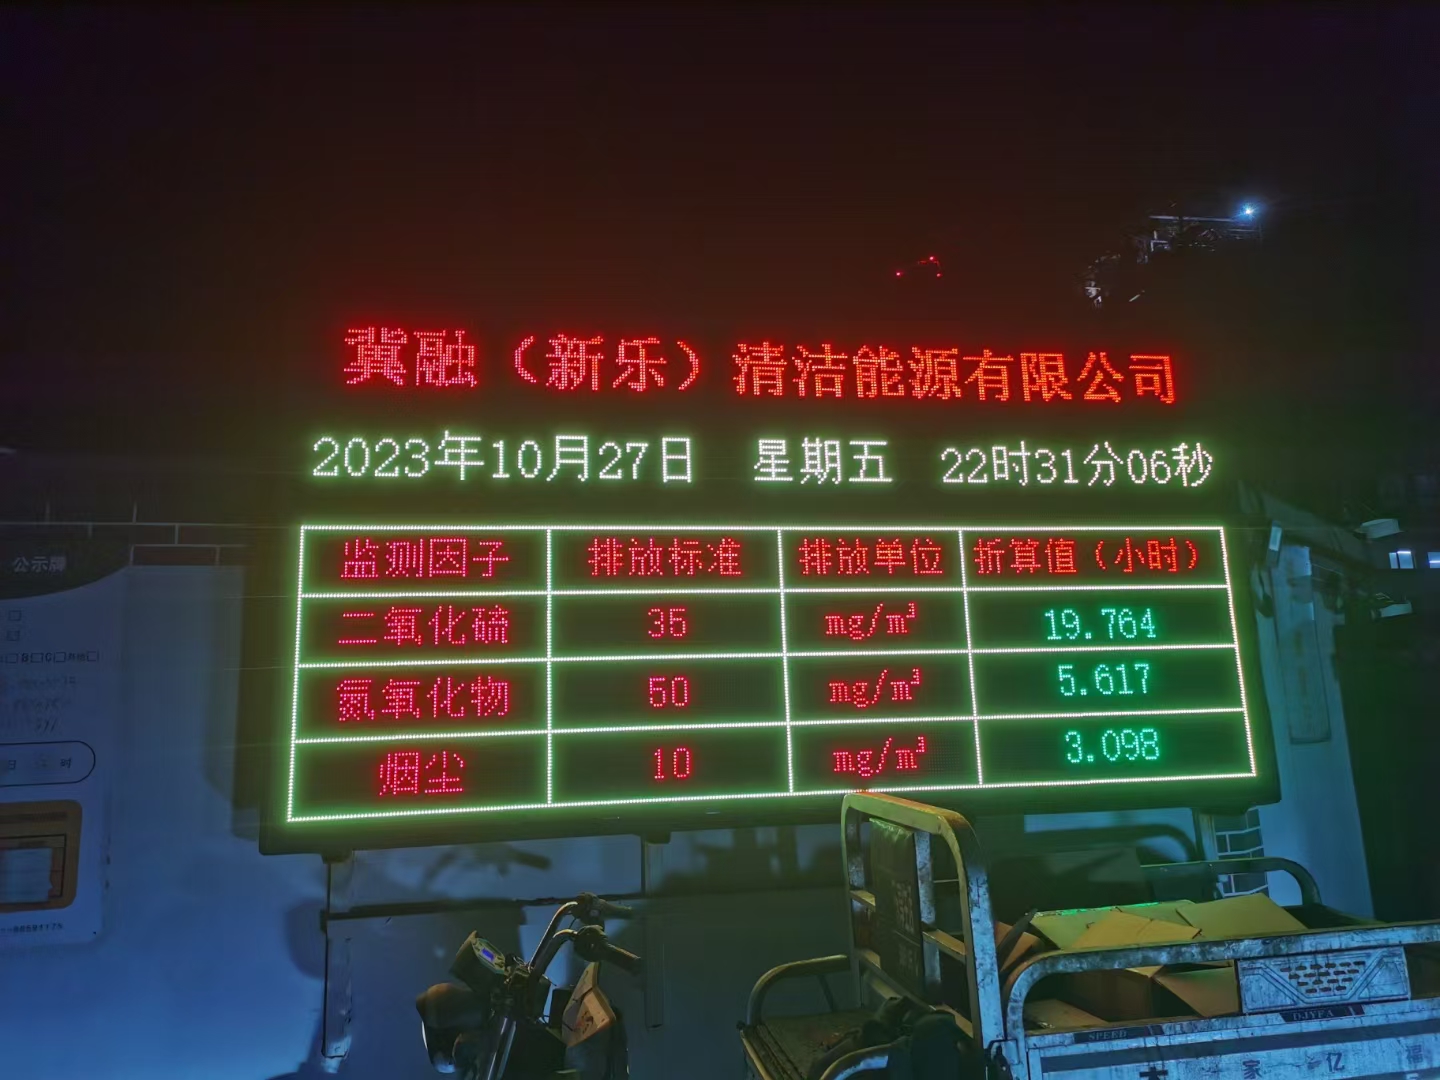 冀融（新乐）清洁能源有限公司
2023年10月27日 星期五 22时31分06秒
监测因子 排放标准 排放单位 折算值（小时）
二氧化硫 35 mg/m³ 19.764
氮氧化物 50 mg/m³ 5.617
烟尘 10 mg/m³ 3.098
公示牌
SPEED
DJYFA